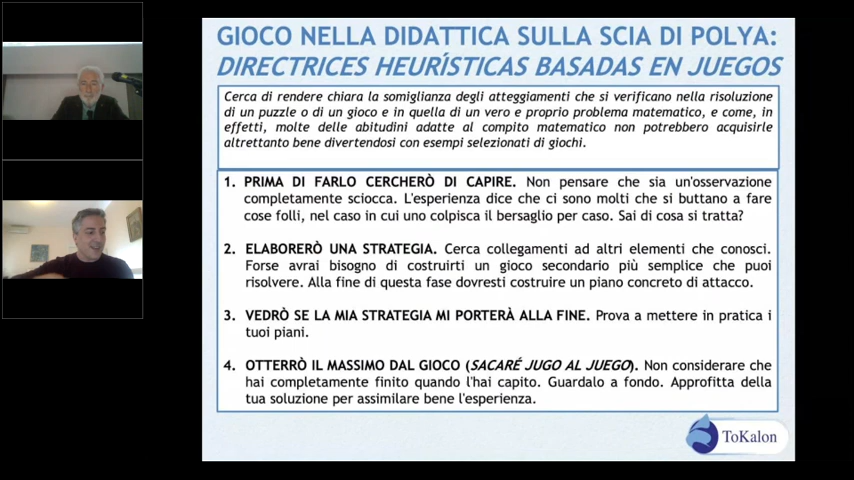 GIOCO NELLA DIDATTICA SULLA SCIA DI POLYA:
DIRECTRICES HEURÍSTICAS BASADAS EN JUEGOS
Cerca di rendere chiara la somiglianza degli atteggiamenti che si verificano nella risoluzione
di un puzzle o di un gioco e in quella di un vero e proprio problema matematico, e come, in
effetti, molte delle abitudini adatte al compito matematico non potrebbero acquisirle
altrettanto bene divertendosi con esempi selezionati di giochi.
1. PRIMA DI FARLO CERCHERÒ DI CAPIRE. Non pensare che sia un'osservazione
completamente sciocca. L'esperienza dice che ci sono molti che si buttano a fare
cose folli, nel caso in cui uno colpisca il bersaglio per caso. Sai di cosa si tratta?
2. ELABORERÒ UNA STRATEGIA. Cerca collegamenti ad altri elementi che conosci.
Forse avrai bisogno di costruirti un gioco secondario più semplice che puoi
risolvere. Alla fine di questa fase dovresti costruire un piano concreto di attacco.
3. VEDRÒ SE LA MIA STRATEGIA MI PORTERÀ ALLA FINE. Prova a mettere in pratica i
tuoi piani.
4. OTTERRÒ IL MASSIMO DAL GIOCO (SACARÉ JUGO AL JUEGO). Non considerare che
hai completamente finito quando l'hai capito. Guardalo a fondo. Approfitta della
tua soluzione per assimilare bene l'esperienza.
ToKalon